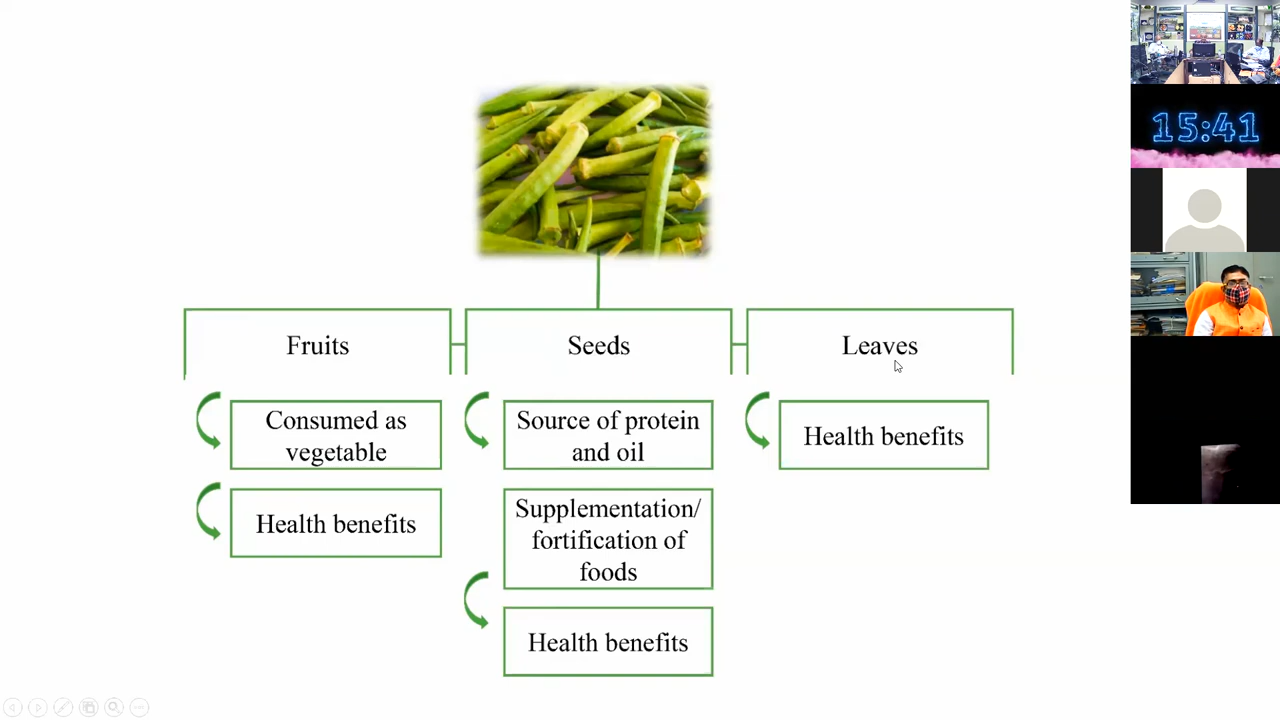 15:41
Fruits
Seeds
Leaves
Consumed as
vegetable
Health benefits
Source of protein
and oil
Supplementation/
fortification of
foods
Health benefits
Health benefits